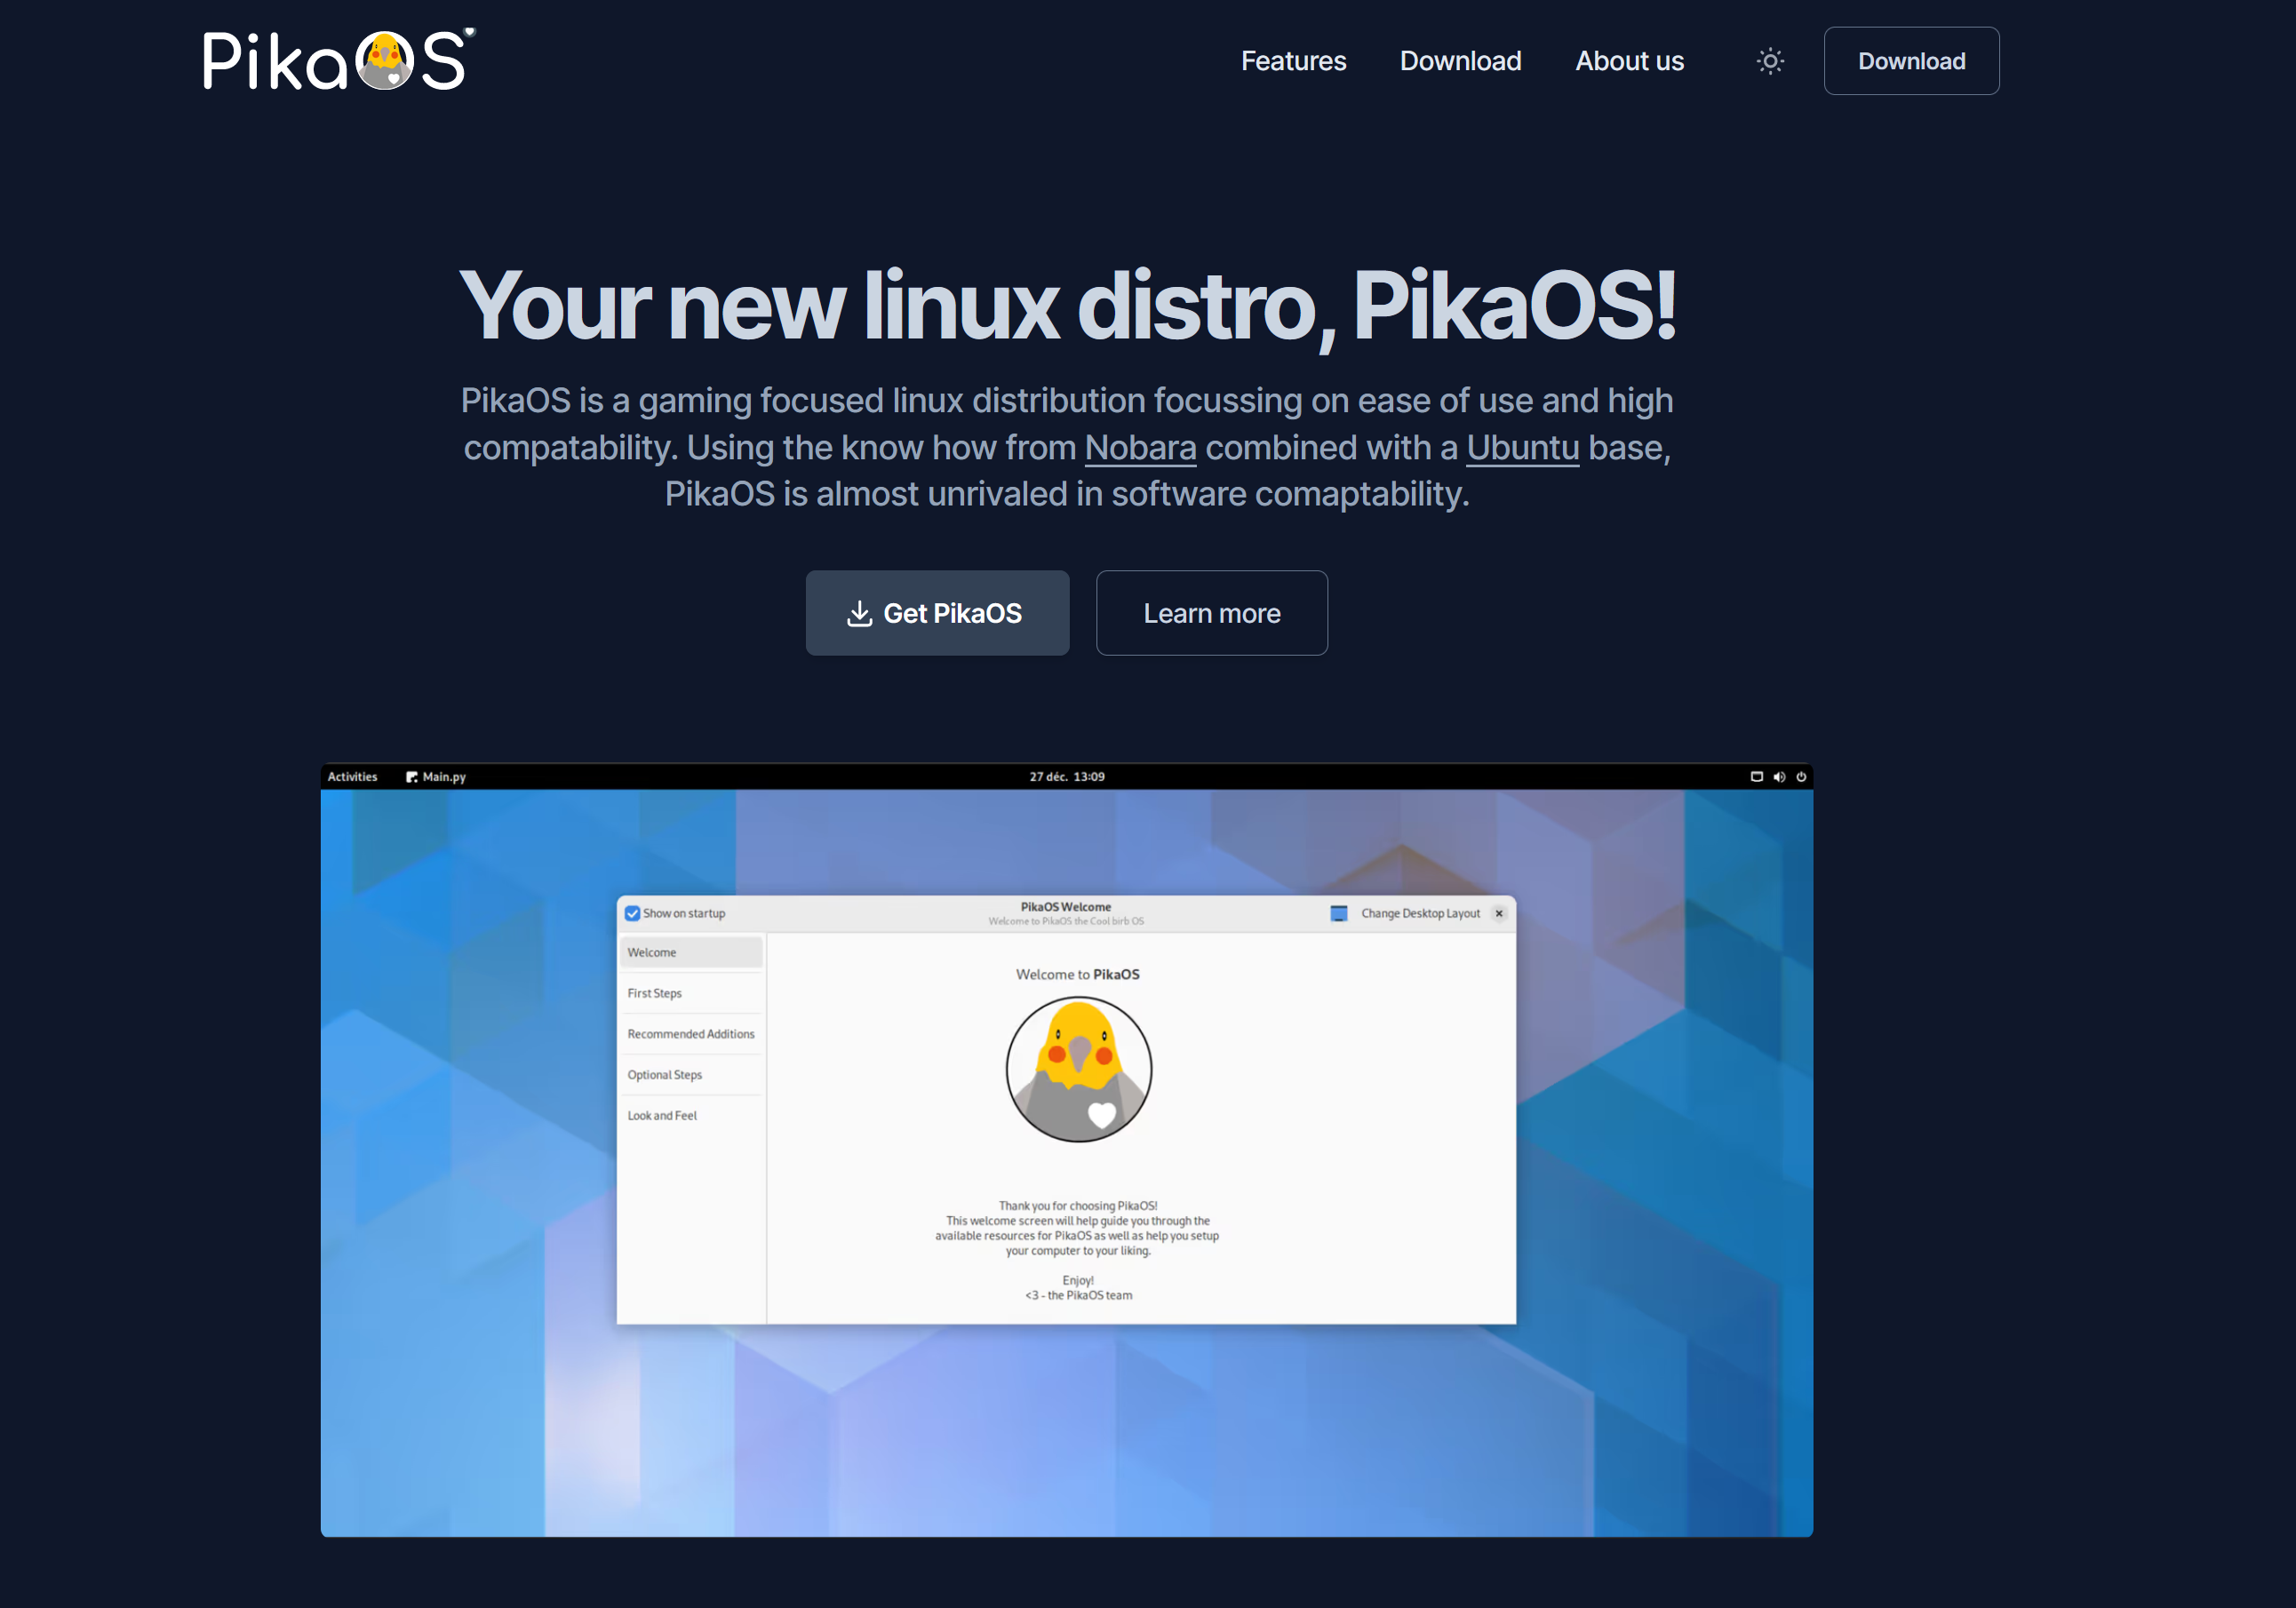 PikaOS
Features
Download
About us
Download
Your new linux distro, PikaOS!
PikaOS is a gaming focused linux distribution focussing on ease of use and high
compatability. Using the know how from Nobara combined with a Ubuntu base,
PikaOS is almost unrivaled in software comaptability.
Get PikaOS
Learn more
Activities
Main.py
27 déc. 13:09
Show on startup
PikaOS Welcome
Welcome to PikaOS the Cool birb OS
Change Desktop Layout
Welcome
First Steps
Recommended Additions
Optional Steps
Look and Feel
Welcome to PikaOS
Thank you for choosing PikaOS!
This welcome screen will help guide you through the
available resources for PikaOS as well as help you setup
your computer to your liking.
Enjoy!
<3 - the PikaOS team